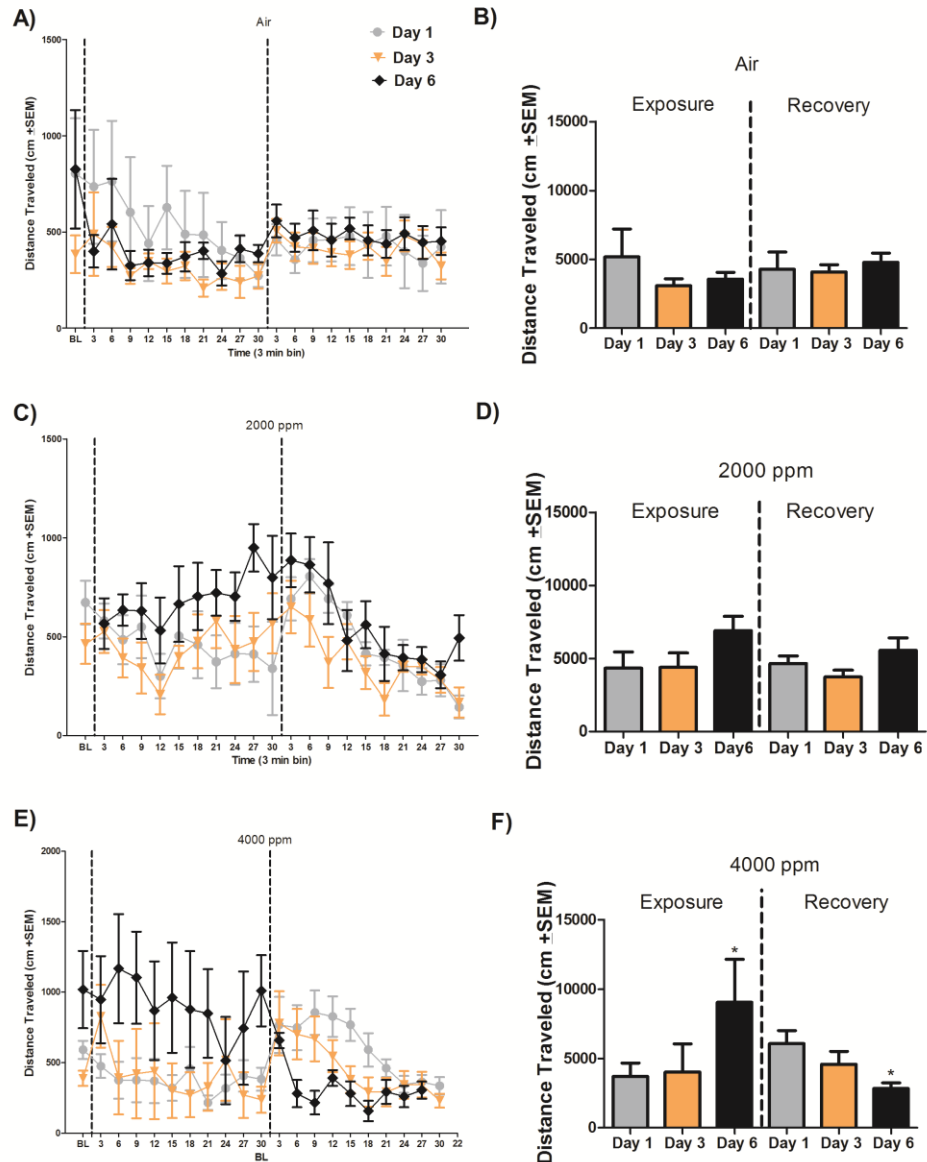 A)
Air
Day 1
Day 3
Day 6
Distance Traveled (cm ±SEM)
1500
1000
500
0
BL 3 6 9 12 15 18 21 24 27 30 3 6 9 12 15 18 21 24 27 30
Time (3 min bin)
B)
Air
Exposure Recovery
Distance Traveled (cm ±SEM)
15000
10000
5000
0
Day 1 Day 3 Day 6 Day 1 Day 3 Day 6
C)
2000 ppm
Distance Traveled (cm ±SEM)
1500
1000
500
0
BL 3 6 9 12 15 18 21 24 27 30 3 6 9 12 15 18 21 24 27 30
Time (3 min bin)
D)
2000 ppm
Exposure Recovery
Distance Traveled (cm ±SEM)
15000
10000
5000
0
Day 1 Day 3 Day6 Day 1 Day 3 Day 6
E)
4000 ppm
Distance Traveled (cm ±SEM)
2000
1500
1000
500
0
BL 3 6 9 12 15 18 21 24 27 30 3 6 9 12 15 18 21 24 27 30 22
BL
F)
4000 ppm
Exposure Recovery
Distance Traveled (cm ±SEM)
15000
10000
5000
0
* *
Day 1 Day 3 Day 6 Day 1 Day 3 Day 6